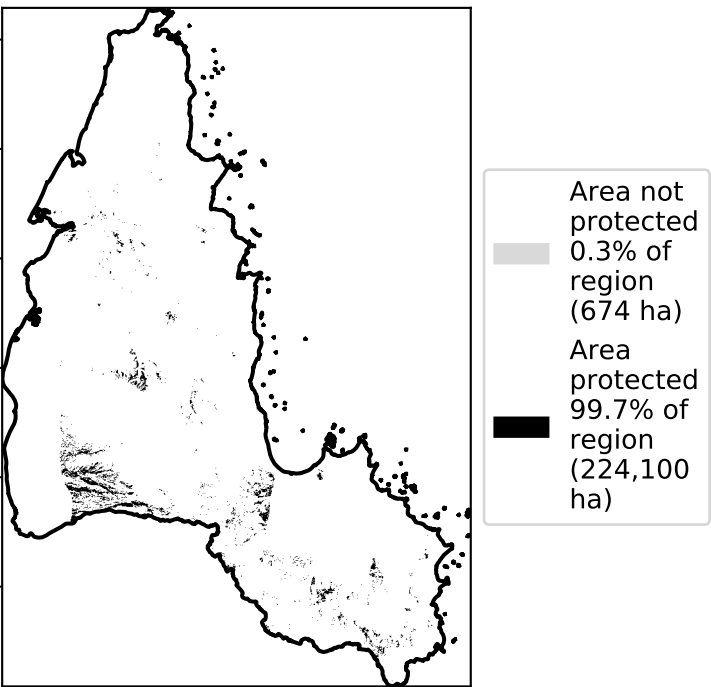 Area not
protected
0.3% of
region
(674 ha)
Area
protected
99.7% of
region
(224,100
ha)